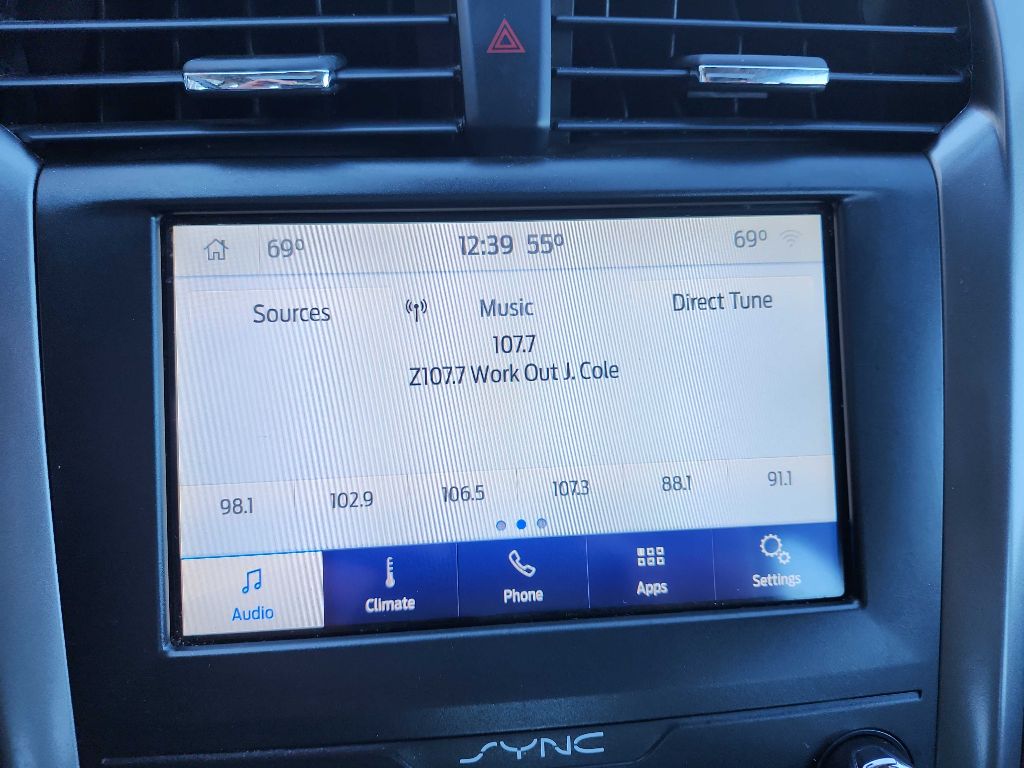 69° 12:39 55° 69°
Sources Music Direct Tune
107.7
Z107.7 Work Out J. Cole
98.1 102.9 106.5 107.3 88.1 91.1
Audio Climate Phone Apps Settings
SYNC